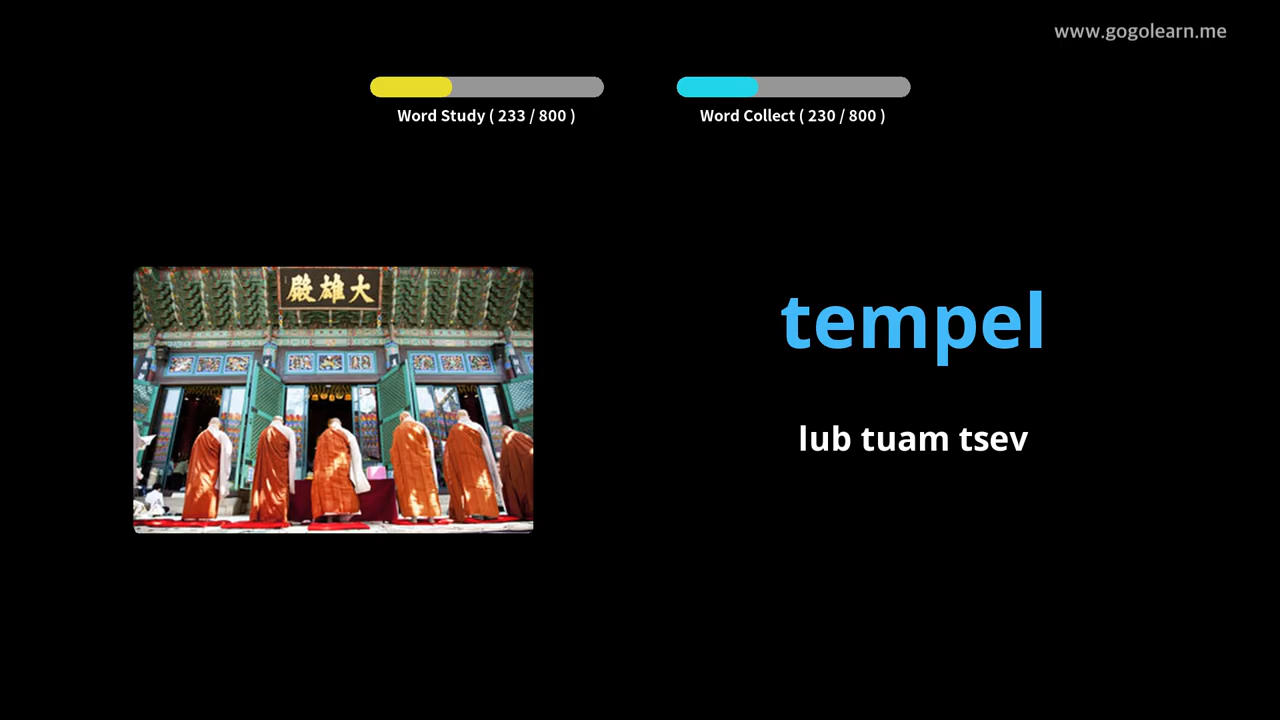 www.gogolearn.me
Word Study ( 233 / 800 )
Word Collect ( 230 / 800 )
殿雄大
tempel
lub tuam tsev